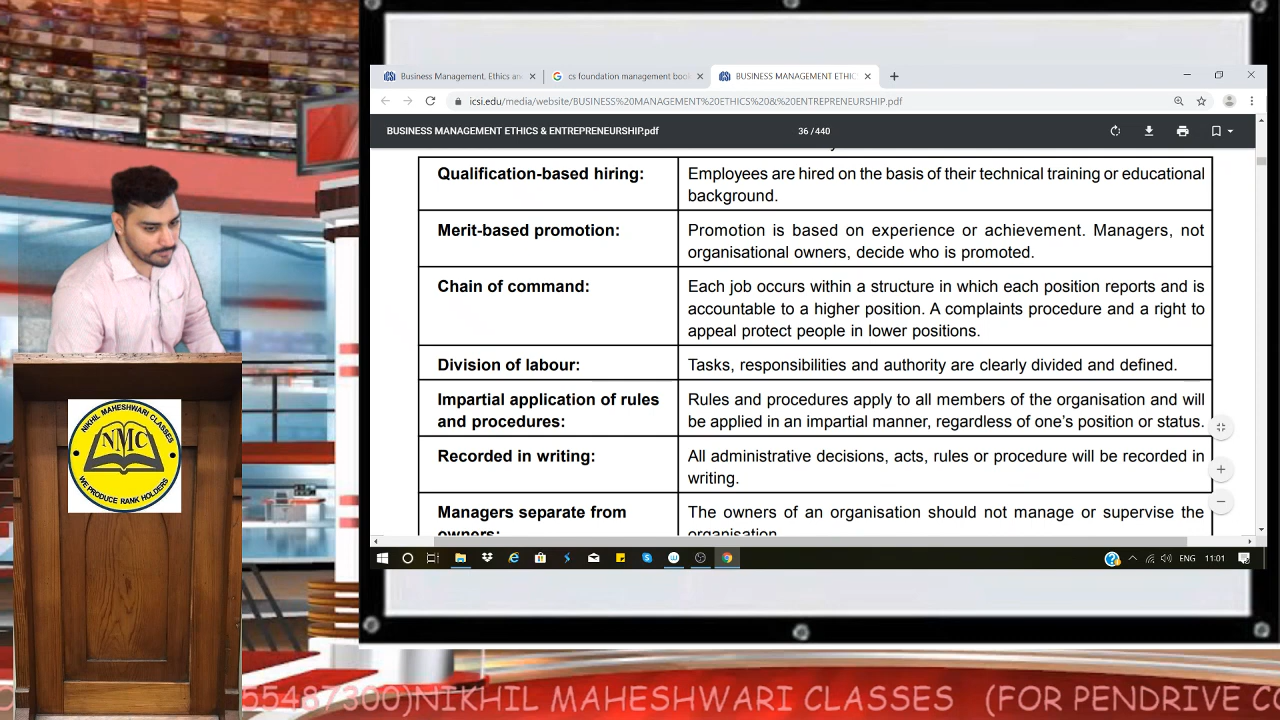 Business Management. Ethics an
cs foundation management book
BUSINESS MANAGEMENT ETHIC
icsi.edu/media/website/BUSINESS%20MANAGEMENT%20ETHICS%20&%20ENTREPRENEURSHIP.pdf
BUSINESS MANAGEMENT ETHICS & ENTREPRENEURSHIP.pdf
36 / 440
Qualification-based hiring:
Employees are hired on the basis of their technical training or educational
background.
Merit-based promotion:
Promotion is based on experience or achievement. Managers, not
organisational owners, decide who is promoted.
Chain of command:
Each job occurs within a structure in which each position reports and is
accountable to a higher position. A complaints procedure and a right to
appeal protect people in lower positions.
Division of labour:
Tasks, responsibilities and authority are clearly divided and defined.
Impartial application of rules
and procedures:
Rules and procedures apply to all members of the organisation and will
be applied in an impartial manner, regardless of one's position or status.
Recorded in writing:
All administrative decisions, acts, rules or procedure will be recorded in
writing.
Managers separate from
owners:
The owners of an organisation should not manage or supervise the
organisation
ENG
11:01
NIKHIL MAHESHWARI CLASSES
NMC
WE PRODUCE RANK HOLDERS
55487300)NIKHIL MAHESHWARI CLASSES (FOR PENDRIVE CO